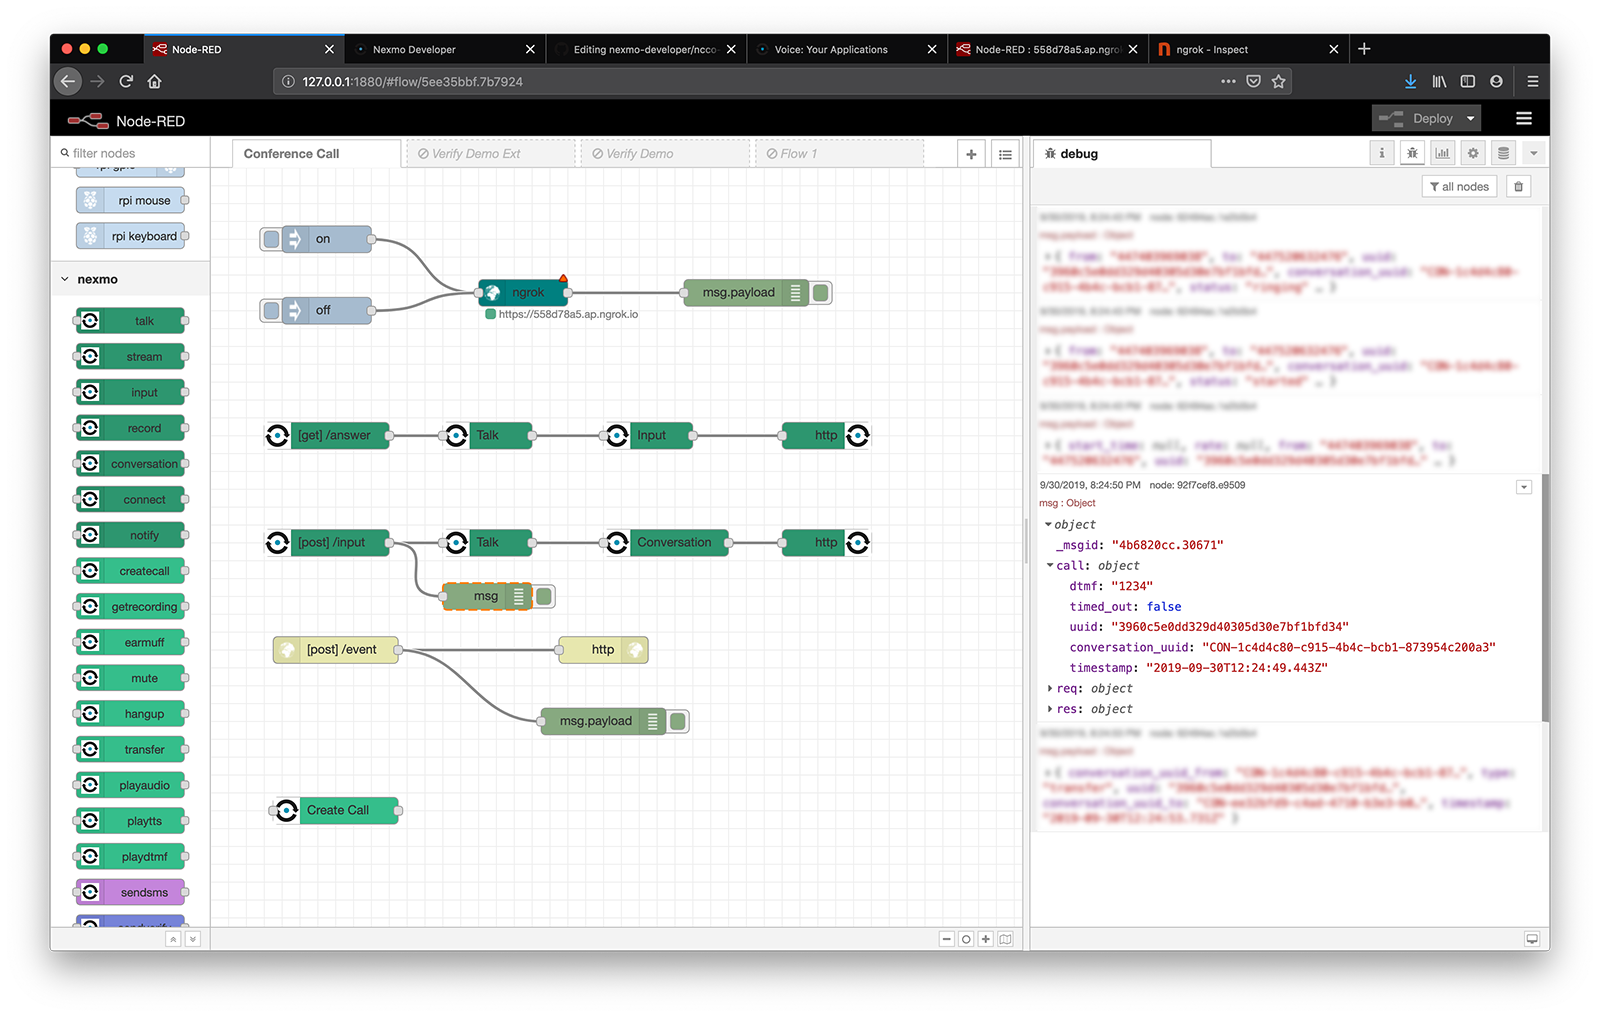 Node-RED
Nexmo Developer
Editing nexmo-developer/ncco-
Voice: Your Applications
Node-RED : 558d78a5.ap.ngrok
ngrok - Inspect
127.0.0.1:1880/#flow/5ee35bbf.7b7924
Node-RED
Deploy
filter nodes
Conference Call
Verify Demo Ext
Verify Demo
Flow 1
debug
all nodes
rpi gpio
rpi mouse
rpi keyboard
nexmo
talk
stream
input
record
conversation
connect
notify
createcall
getrecording
earmuff
mute
hangup
transfer
playaudio
playtts
playdtmf
sendsms
sendverify
on
off
ngrok
https://558d78a5.ap.ngrok.io
msg.payload
[get] /answer
Talk
Input
http
[post] /input
Talk
Conversation
http
msg
[post] /event
http
msg.payload
Create Call
9/30/2019, 8:24:50 PM node: 92f7cef8.e9509
msg : Object
object
_msgid: "4b6820cc.30671"
call: object
dtmf: "1234"
timed_out: false
uuid: "3960c5e0dd329d40305d30e7bf1bfd34"
conversation_uuid: "CON-1c4d4c80-c915-4b4c-bcb1-873954c200a3"
timestamp: "2019-09-30T12:24:49.443Z"
req: object
res: object